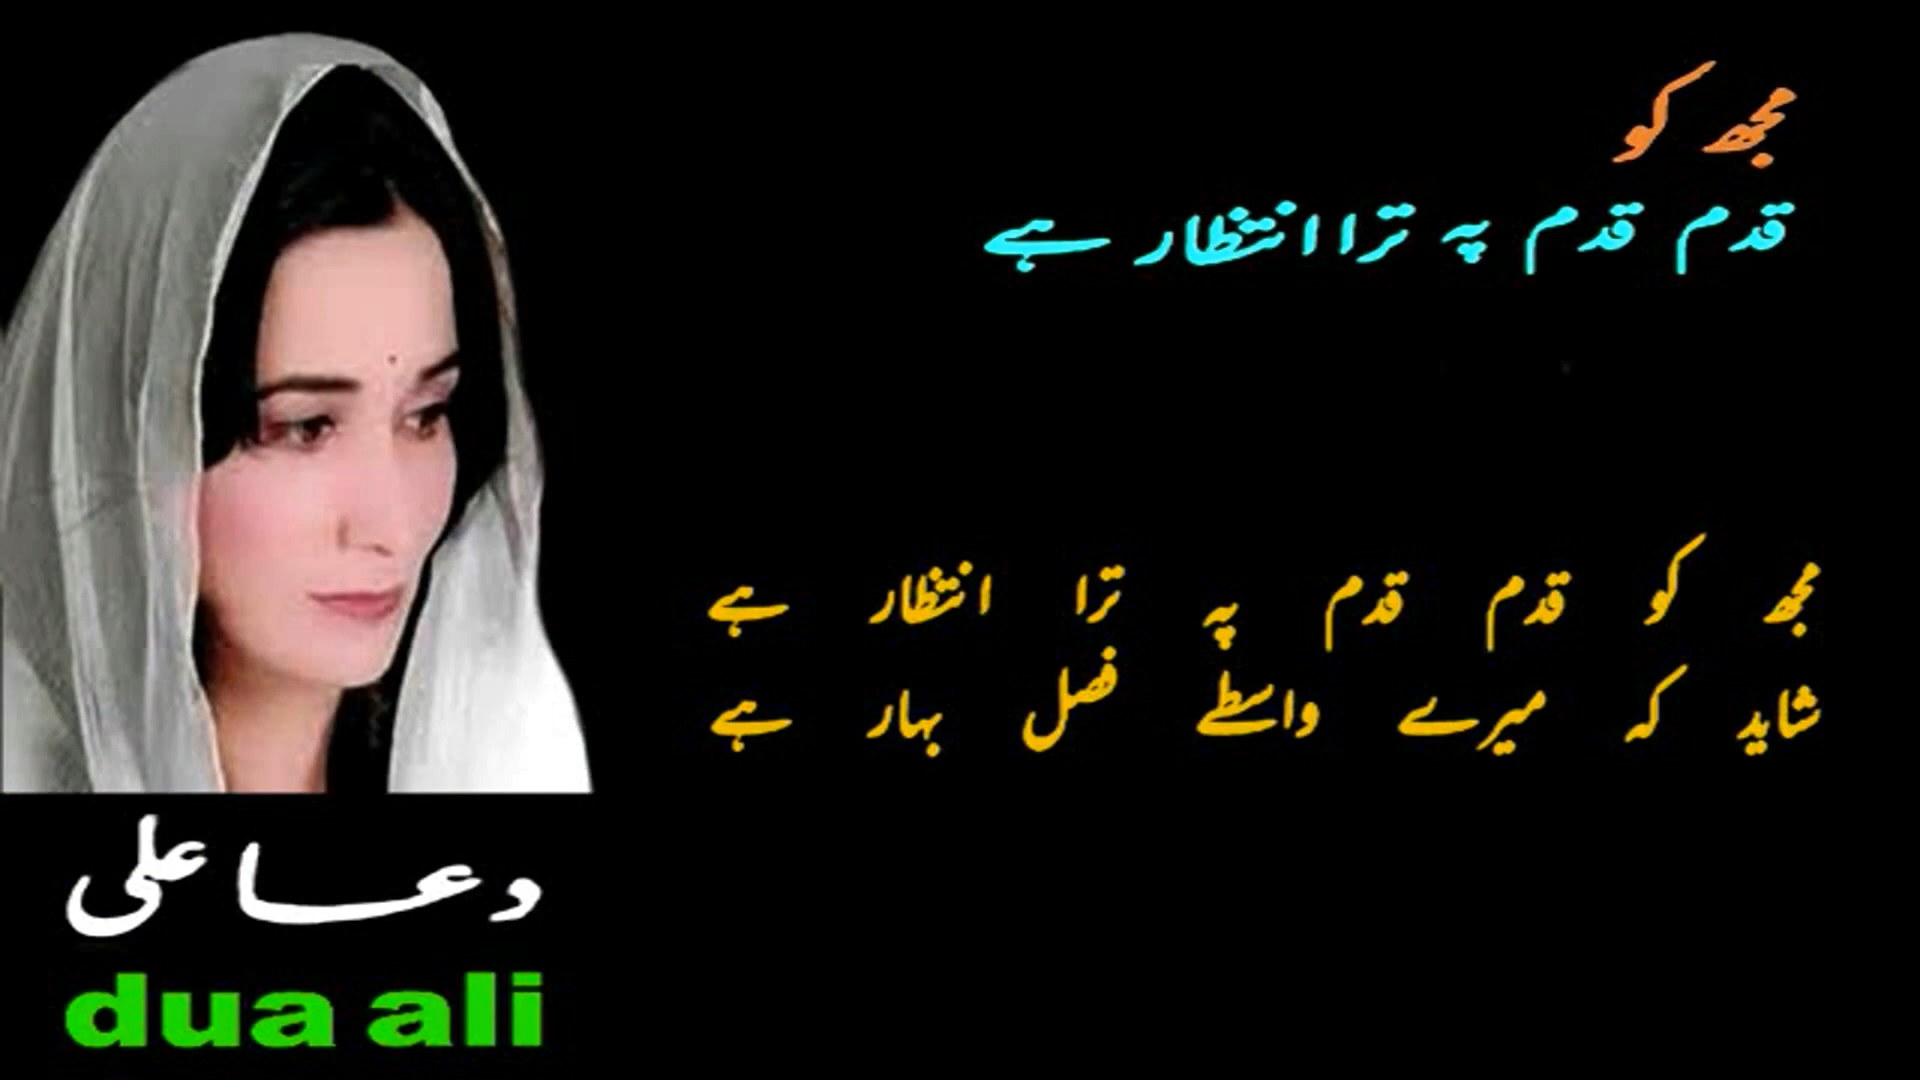 مجھ کو
قدم قدم پہ ترا انتظار ہے
مجھ کو قدم قدم پہ ترا انتظار ہے
شاید کہ میرے واسطے فصل بہار ہے
دعا علی
dua ali